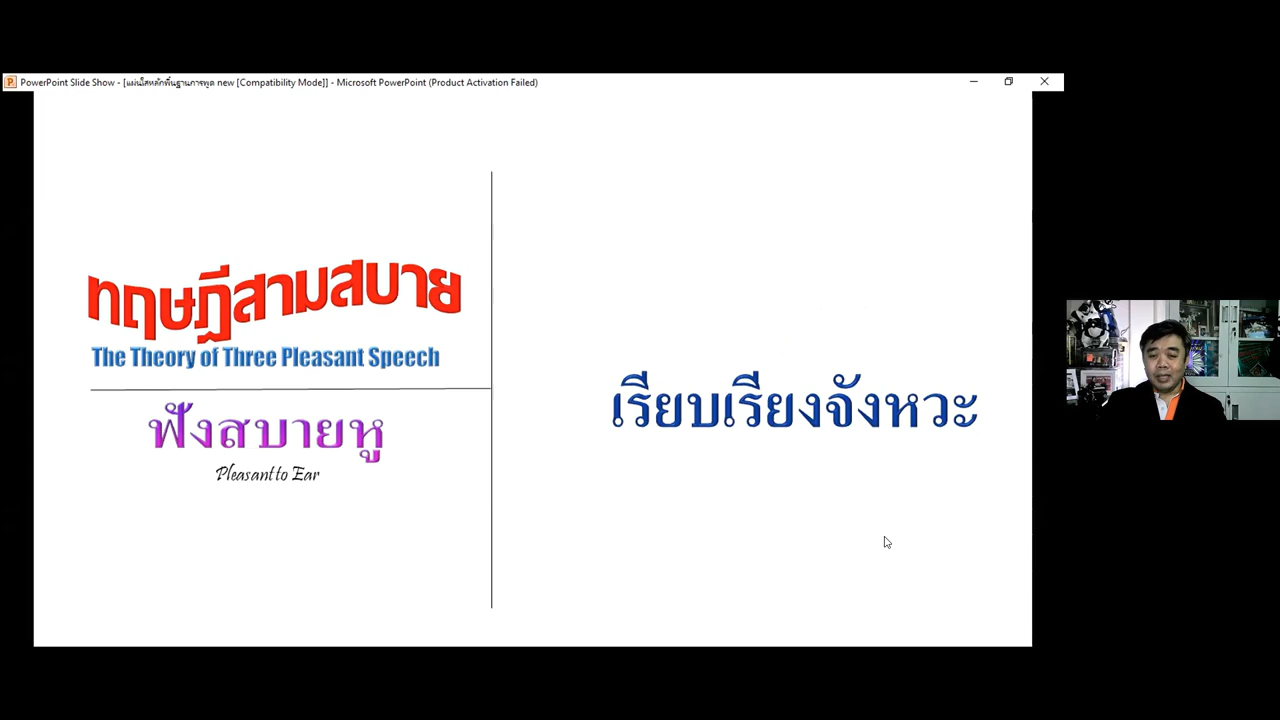 PowerPoint Slide Show - [แผ่นใสหลักพื้นฐานการพูด new [Compatibility Mode]] - Microsoft PowerPoint (Product Activation Failed)
ทฤษฎีสามสบาย
The Theory of Three Pleasant Speech
ฟังสบายหู
Pleasant to Ear
เรียบเรียงจังหวะ